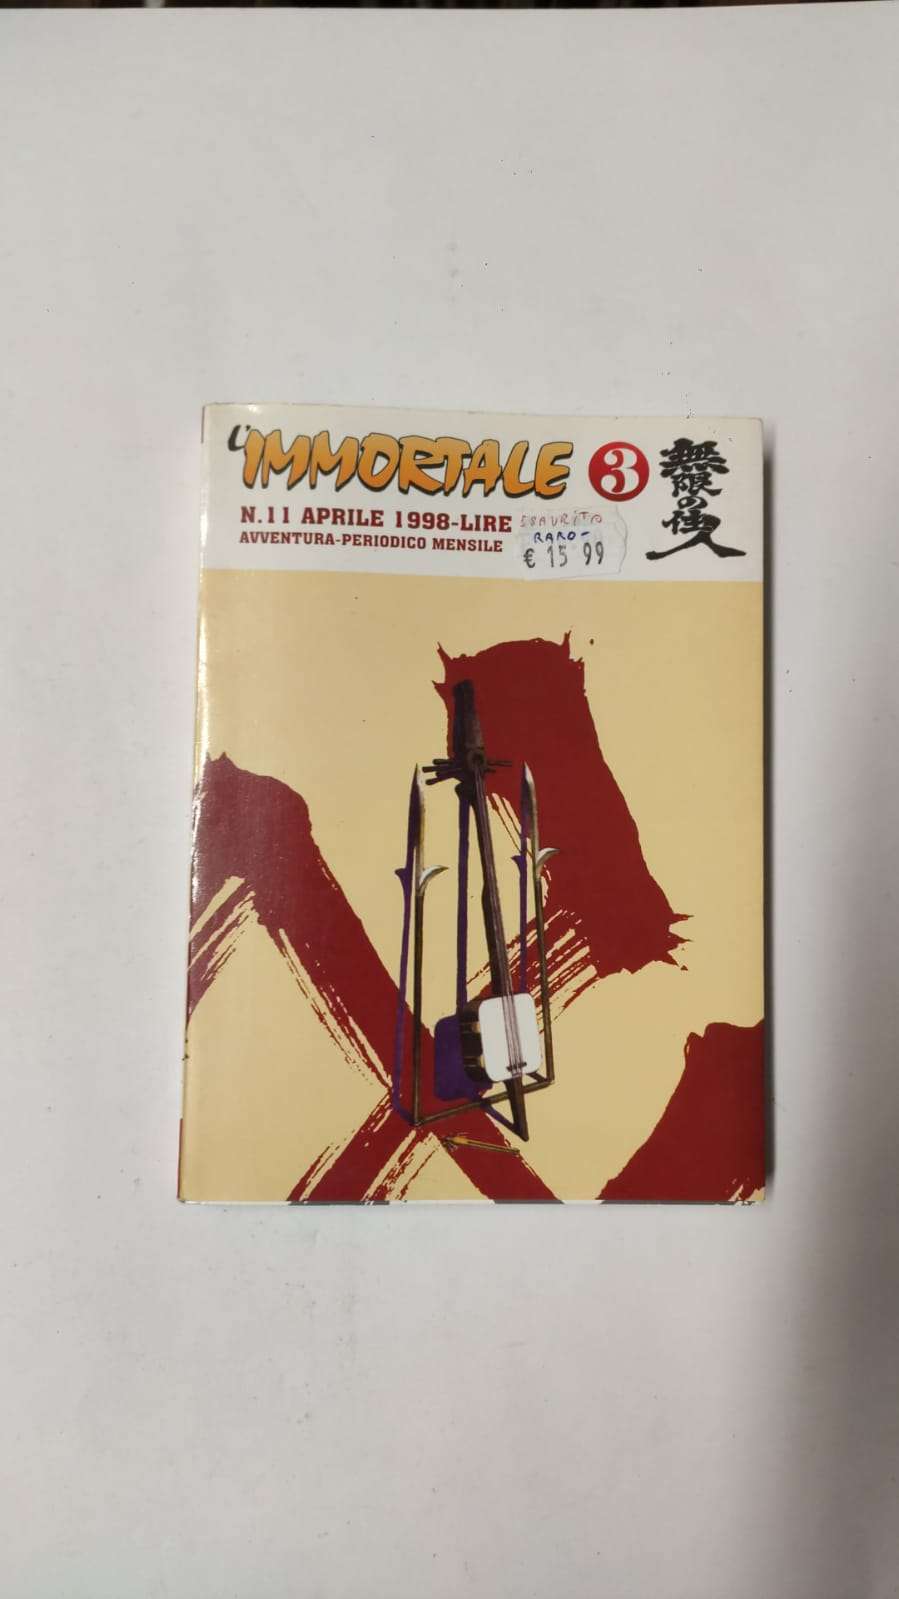 L'IMMORTALE 3
無限の住人
N.11 APRILE 1998-LIRE
AVVENTURA-PERIODICO MENSILE
ESAURITO
RARO-
€ 15 99